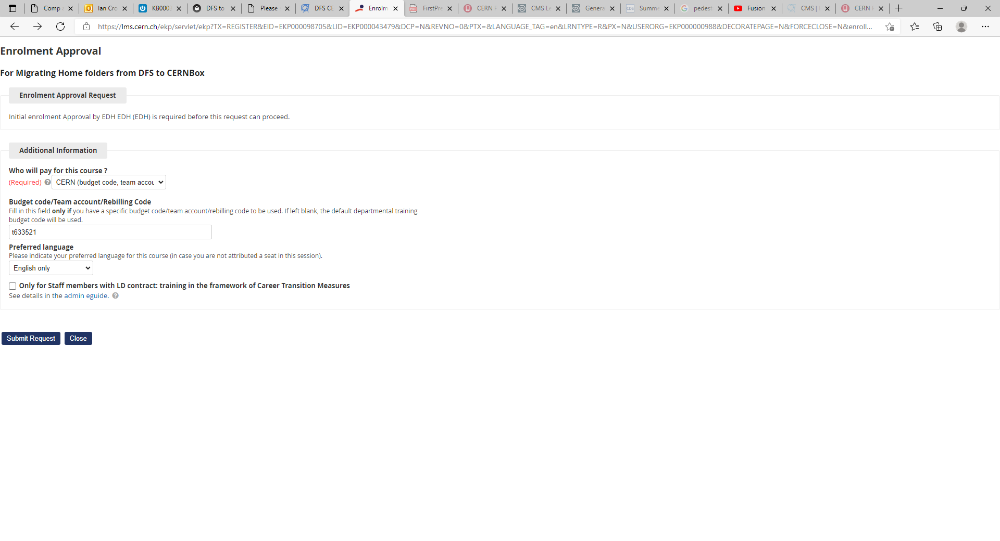 Comp
Ian Cro
KB0003
DFS to
Please
DFS CE
Enrolm
FirstPre
CERN
CMS Le
Genera
Summe
pedest
Fusion
CMS |
CERN
https://lms.cern.ch/ekp/servlet/ekp?TX=REGISTER&EID=EKP000098705&LID=EKP000043479&DCP=N&REVNO=0&PTX=&LANGUAGE_TAG=en&LRNTYPE=R&PX=N&USERORG=EKP000000988&DECORATEPAGE=N&FORCECLOSE=N&enroll...
Enrolment Approval
For Migrating Home folders from DFS to CERNBox
Enrolment Approval Request
Initial enrolment Approval by EDH EDH (EDH) is required before this request can proceed.
Additional Information
Who will pay for this course ?
(Required) CERN (budget code, team accou
Budget code/Team account/Rebilling Code
Fill in this field only if you have a specific budget code/team account/rebilling code to be used. If left blank, the default departmental training
budget code will be used.
t633521
Preferred language
Please indicate your preferred language for this course (in case you are not attributed a seat in this session).
English only
Only for Staff members with LD contract: training in the framework of Career Transition Measures
See details in the admin eguide.
Submit Request
Close